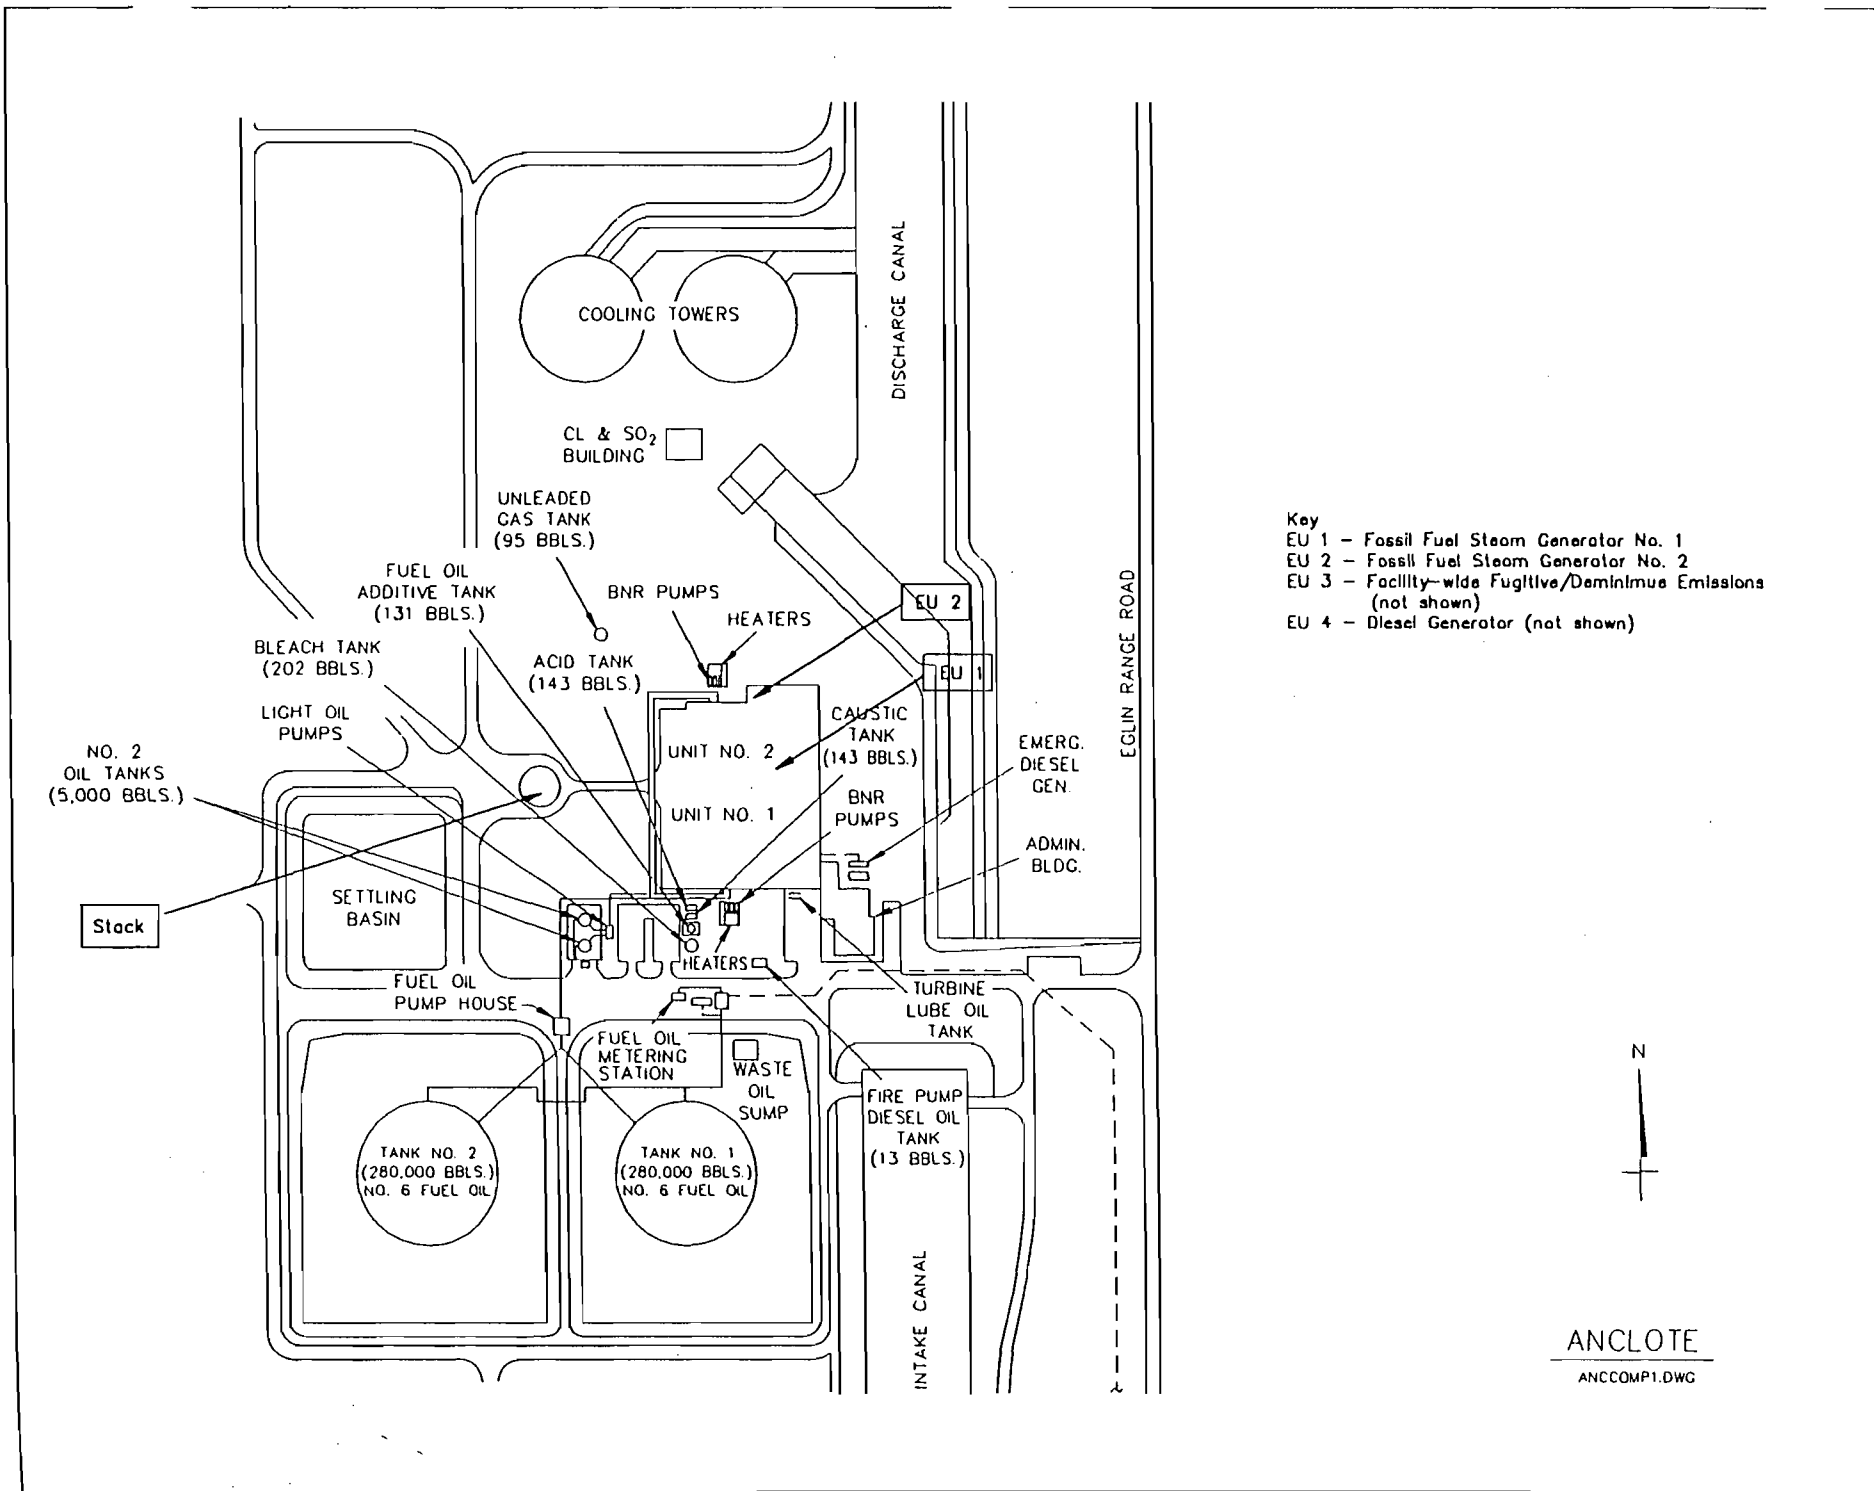 COOLING TOWERS
DISCHARGE CANAL
CL & SO2
BUILDING
UNLEADED
GAS TANK
(95 BBLS.)
FUEL OIL
ADDITIVE TANK
(131 BBLS.)
BNR PUMPS
HEATERS
EU 2
EU 1
BLEACH TANK
(202 BBLS.)
ACID TANK
(143 BBLS.)
LIGHT OIL
PUMPS
NO. 2
OIL TANKS
(5,000 BBLS.)
CAUSTIC
TANK
(143 BBLS.)
UNIT NO. 2
UNIT NO. 1
BNR
PUMPS
EMERG.
DIESEL
GEN.
ADMIN.
BLDG.
EGLIN RANGE ROAD
Stack
SETTLING
BASIN
HEATERS
FUEL OIL
PUMP HOUSE
TURBINE
LUBE OIL
TANK
FUEL OIL
METERING
STATION
WASTE
OIL
SUMP
FIRE PUMP
DIESEL OIL
TANK
(13 BBLS.)
TANK NO. 2
(280,000 BBLS.)
NO. 6 FUEL OIL
TANK NO. 1
(280,000 BBLS.)
NO. 6 FUEL OIL
INTAKE CANAL
Key
EU 1 – Fossil Fuel Steam Generator No. 1
EU 2 – Fossil Fuel Steam Generator No. 2
EU 3 – Facility-wide Fugitive/Deminimus Emissions
(not shown)
EU 4 – Diesel Generator (not shown)
N
ANCLOTE
ANCCOMP1.DWG